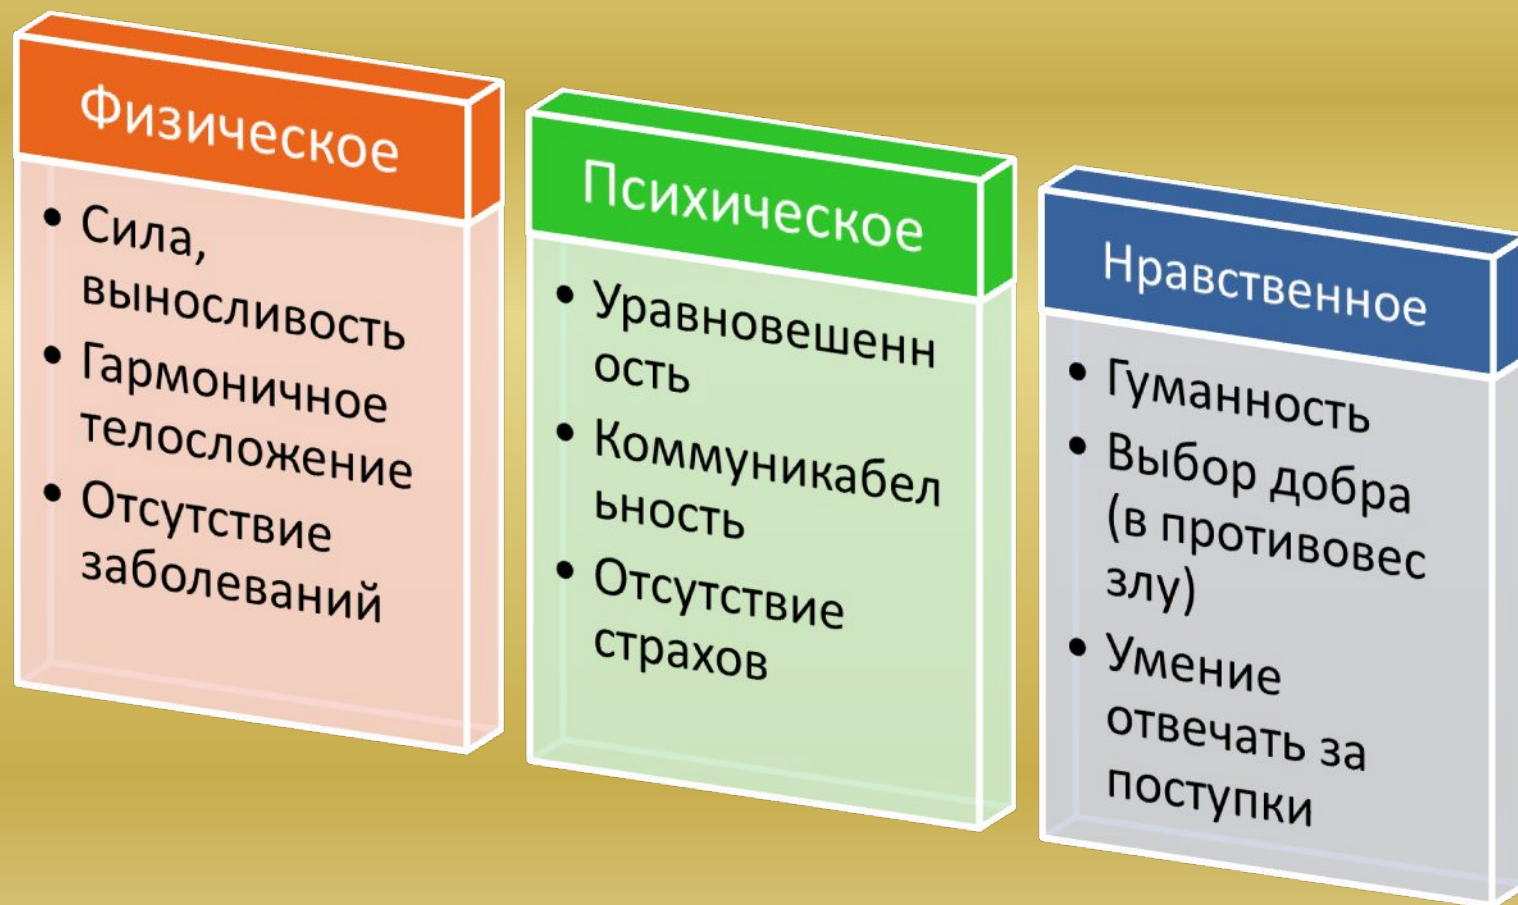 Физическое
• Сила,
выносливость
• Гармоничное
телосложение
• Отсутствие
заболеваний
Психическое
• Уравновешенн
ость
• Коммуникабел
ьность
• Отсутствие
страхов
Нравственное
• Гуманность
• Выбор добра
(в противовес
злу)
• Умение
отвечать за
поступки